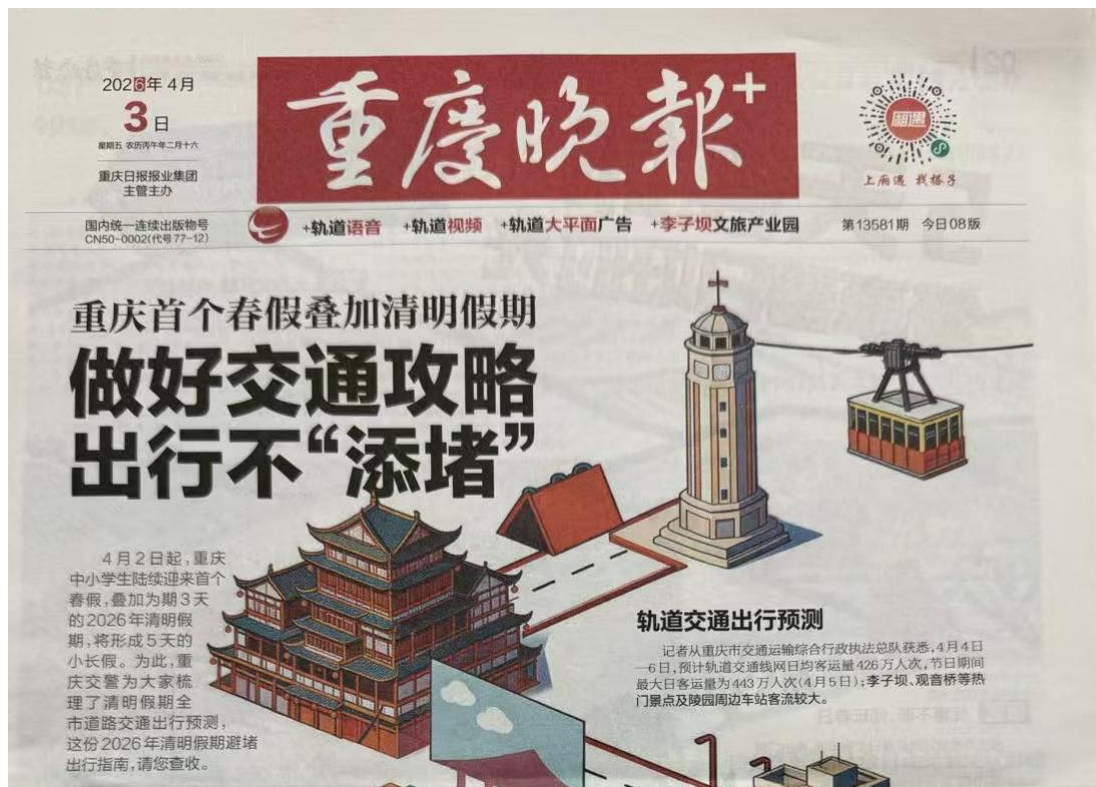 2026年4月
3日
星期五 农历丙午年二月十六
重庆日报报业集团
主管主办
重庆晚報+
厢遇
上厢遇 找搭子
国内统一连续出版物号
CN50-0002(代号77-12)
+轨道语音 +轨道视频 +轨道大平面广告 +李子坝文旅产业园
第13581期 今日08版
重庆首个春假叠加清明假期
做好交通攻略
出行不“添堵”
4月2日起,重庆
中小学生陆续迎来首个
春假,叠加为期3天
的2026年清明假
期,将形成5天的
小长假。为此,重
庆交警为大家梳
理了清明假期全
市道路交通出行预测,
这份2026年清明假期避堵
出行指南,请您查收。
轨道交通出行预测
记者从重庆市交通运输综合行政执法总队获悉,4月4日
—6日,预计轨道交通线网日均客运量426万人次,节日期间
最大日客运量为443万人次(4月5日);李子坝、观音桥等热
门景点及陵园周边车站客流较大。